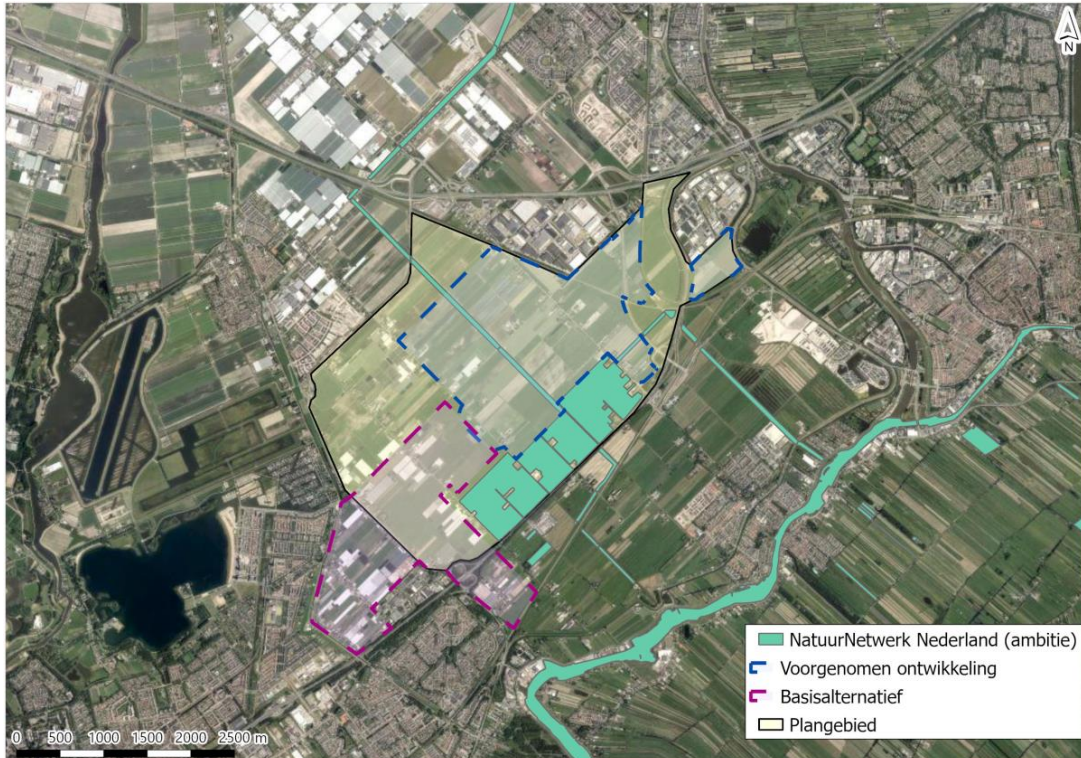 N
NatuurNetwerk Nederland (ambitie)
Voorgenomen ontwikkeling
Basisalternatief
Plangebied
0 500 1000 1500 2000 2500 m